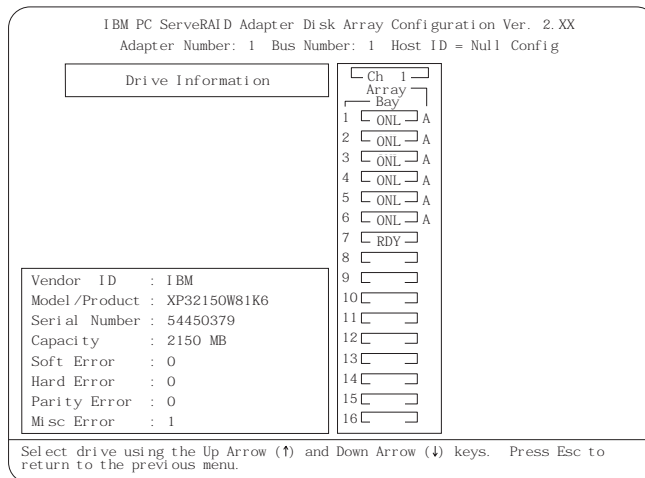 IBM PC ServeRAID Adapter Disk Array Configuration Ver. 2.XX
Adapter Number: 1 Bus Number: 1 Host ID = Null Config
Drive Information
Ch 1
Array
Bay
1 ONL A
2 ONL A
3 ONL A
4 ONL A
5 ONL A
6 ONL A
7 RDY
8
9
10
11
12
13
14
15
16
Vendor ID : IBM
Model/Product : XP32150W81K6
Serial Number : 54450379
Capacity : 2150 MB
Soft Error : 0
Hard Error : 0
Parity Error : 0
Misc Error : 1
Select drive using the Up Arrow (↑) and Down Arrow (↓) keys. Press Esc to
return to the previous menu.